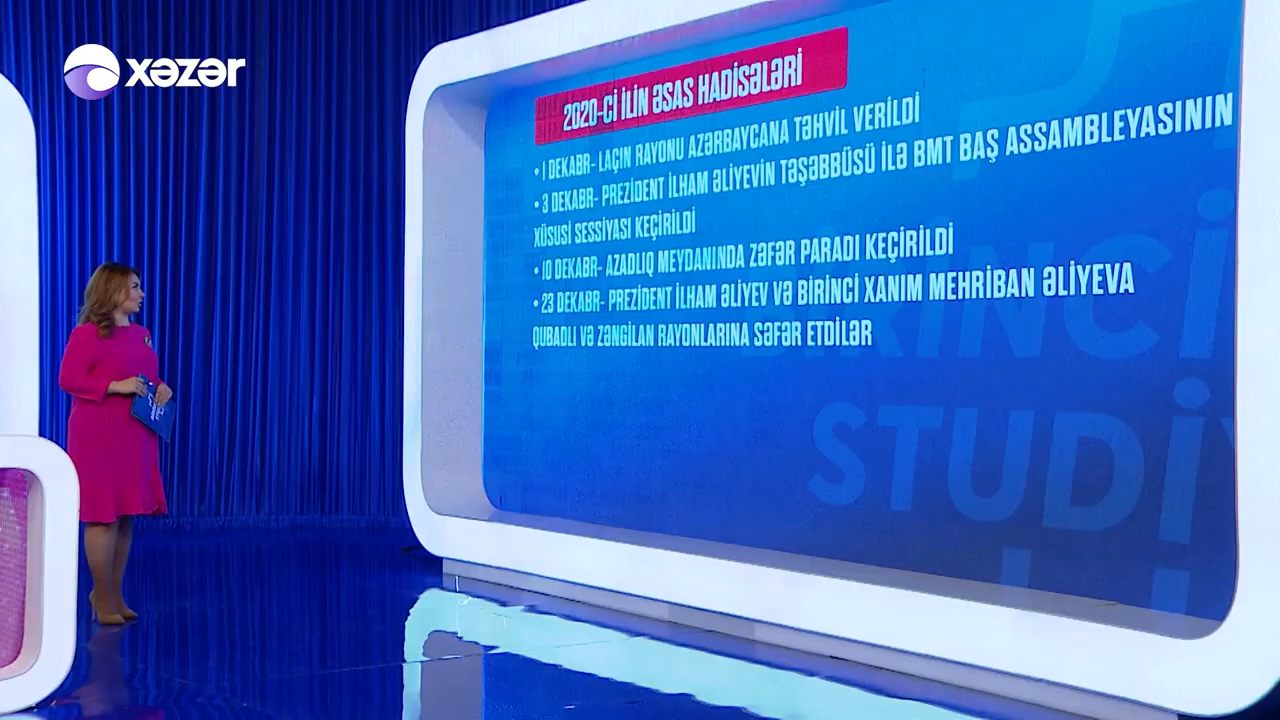 xəzər
2020-Cİ İLİN ƏSAS HADİSƏLƏRİ
• 1 DEKABR- LAÇIN RAYONU AZƏRBAYCANA TƏHVİL VERİLDİ
• 3 DEKABR- PREZİDENT İLHAM ƏLİYEVİN TƏŞƏBBÜSÜ İLƏ BMT BAŞ ASSAMBLEYASININ
XÜSUSİ SESSİYASI KEÇİRİLDİ
• 10 DEKABR- AZADLIQ MEYDANINDA ZƏFƏR PARADI KEÇİRİLDİ
• 23 DEKABR- PREZİDENT İLHAM ƏLİYEV VƏ BİRİNCİ XANIM MEHRİBAN ƏLİYEVA
QUBADLI VƏ ZƏNGİLAN RAYONLARINA SƏFƏR ETDİLƏR